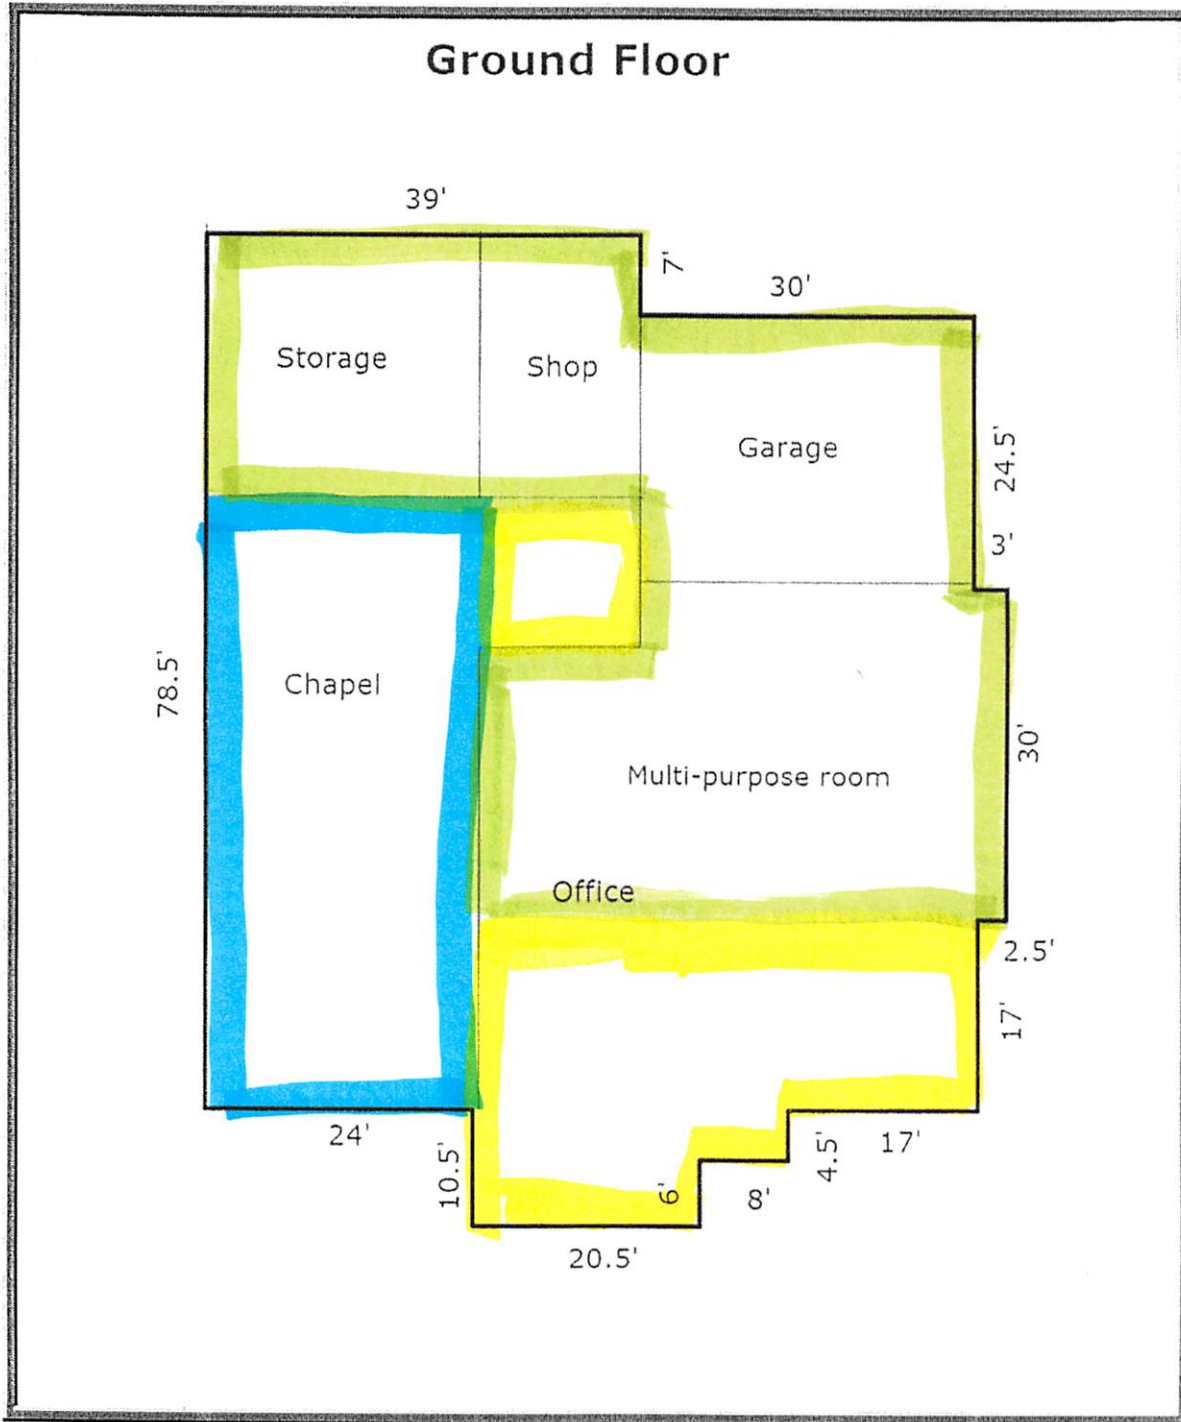 Ground Floor
39'
7'
30'
Storage
Shop
Garage
24.5'
3'
78.5'
Chapel
30'
Multi-purpose room
Office
2.5'
17'
24'
10.5'
6'
8'
4.5'
17'
20.5'